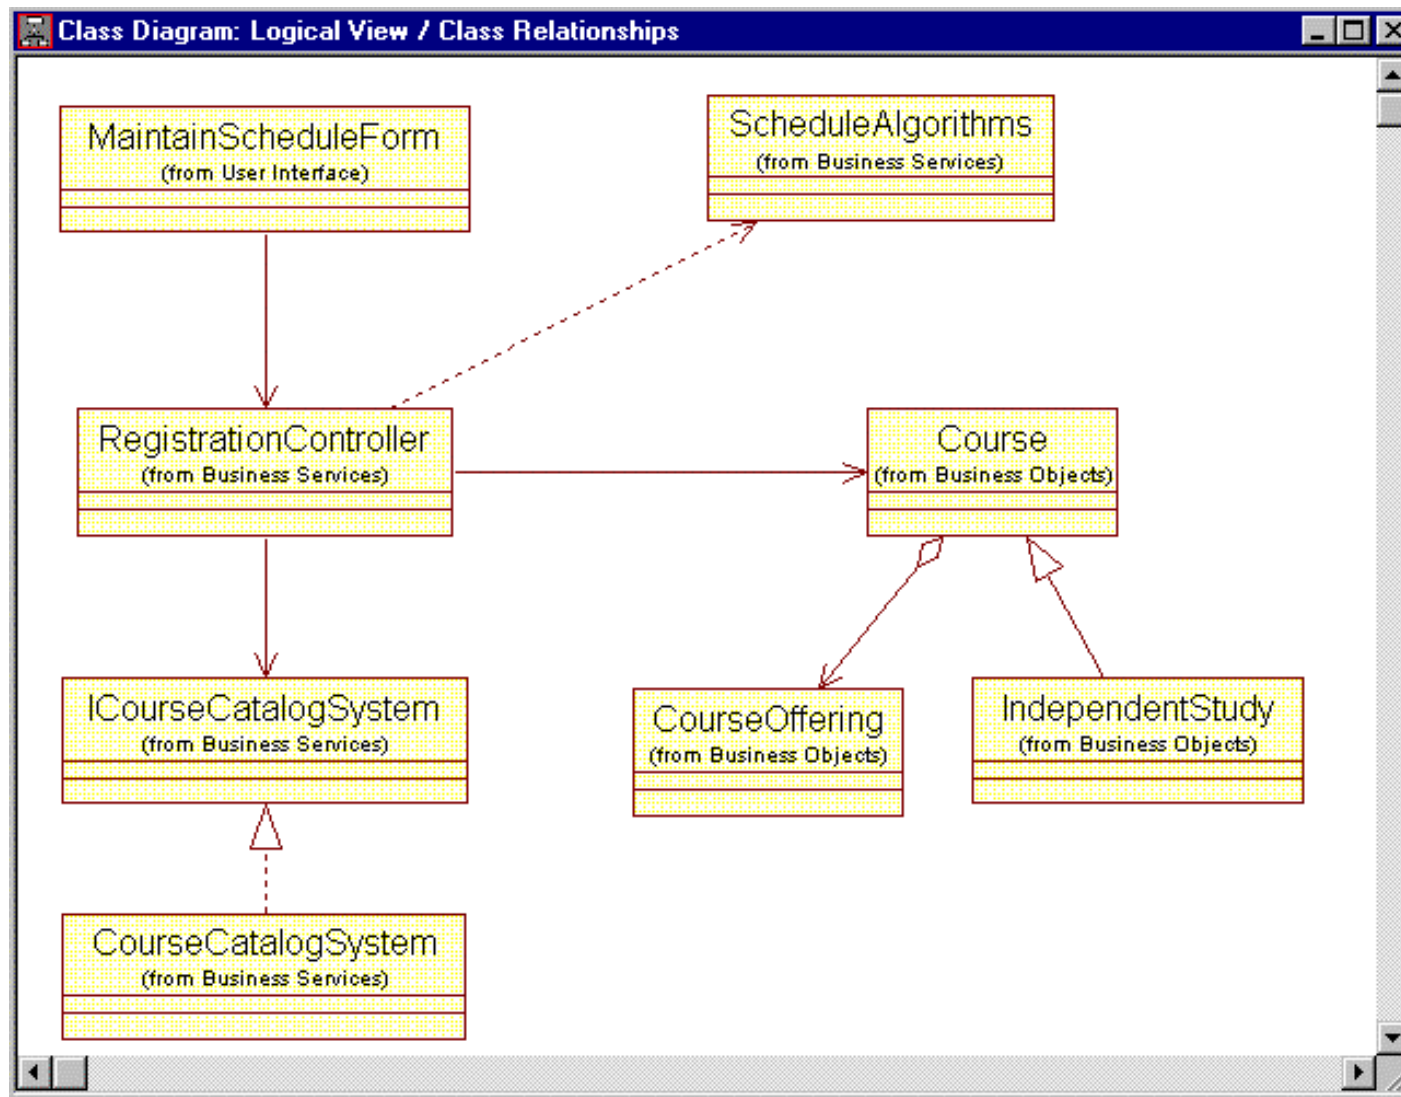 Class Diagram: Logical View / Class Relationships
MaintainScheduleForm
(from User Interface)
ScheduleAlgorithms
(from Business Services)
RegistrationController
(from Business Services)
Course
(from Business Objects)
ICourseCatalogSystem
(from Business Services)
CourseOffering
(from Business Objects)
IndependentStudy
(from Business Objects)
CourseCatalogSystem
(from Business Services)